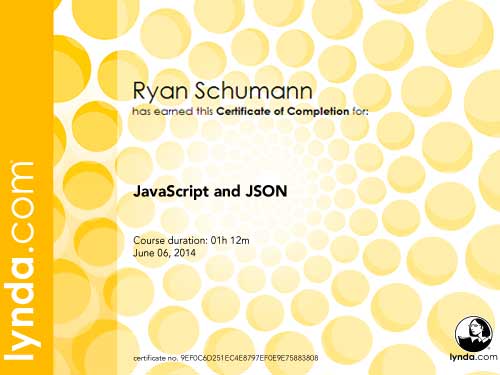 Ryan Schumann
has earned this Certificate of Completion for:
JavaScript and JSON
Course duration: 01h 12m
June 06, 2014
certificate no. 9EF0C6D251EC4E8797EF0E9E75883808
lynda.com
lynda.com